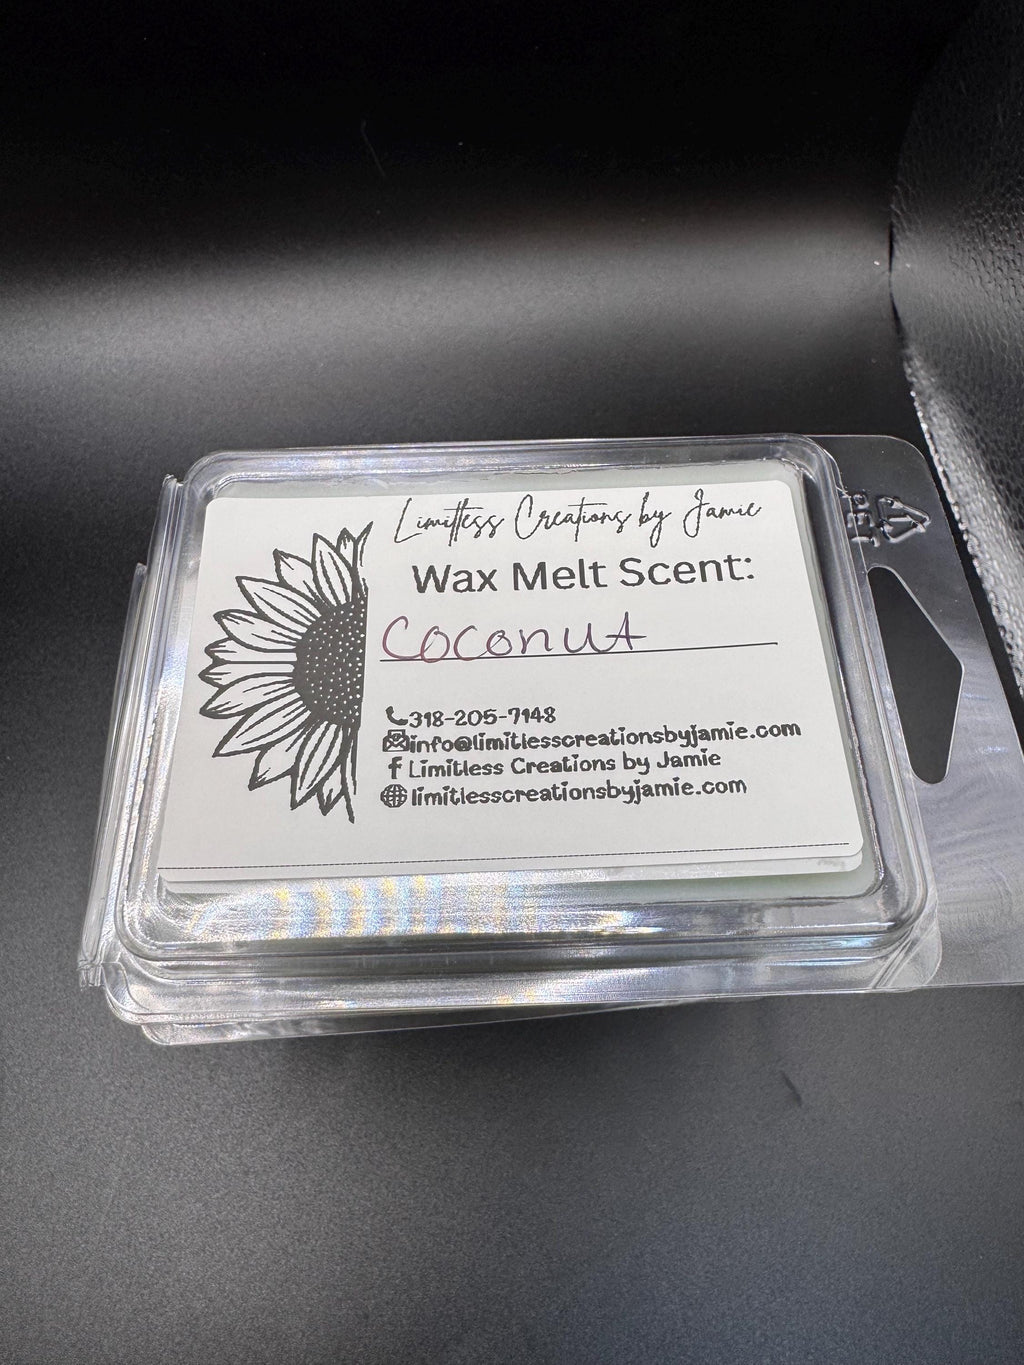 Limitless Creations by Jamie
Wax Melt Scent:
Coconut
318-205-7148
info@limitlesscreationsbyjamie.com
f Limitless Creations by Jamie
limitlesscreationsbyjamie.com